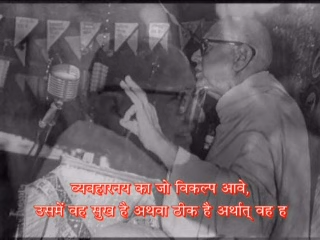 व्यवहारनय का जो विकल्प आवे,
उसमें वह सुख है अथवा ठीक है अर्थात् वह ह